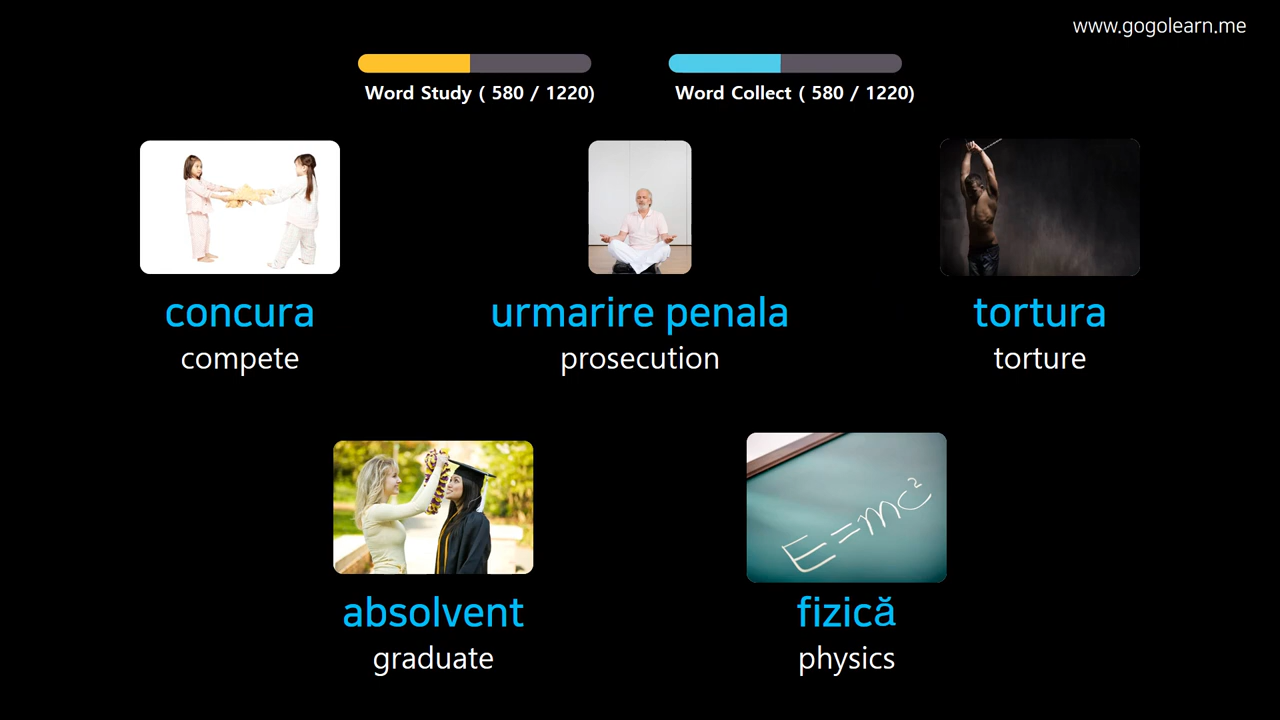 www.gogolearn.me
Word Study ( 580 / 1220)
Word Collect ( 580 / 1220)
concura
compete
urmarire penala
prosecution
tortura
torture
E=mc²
absolvent
graduate
fizică
physics